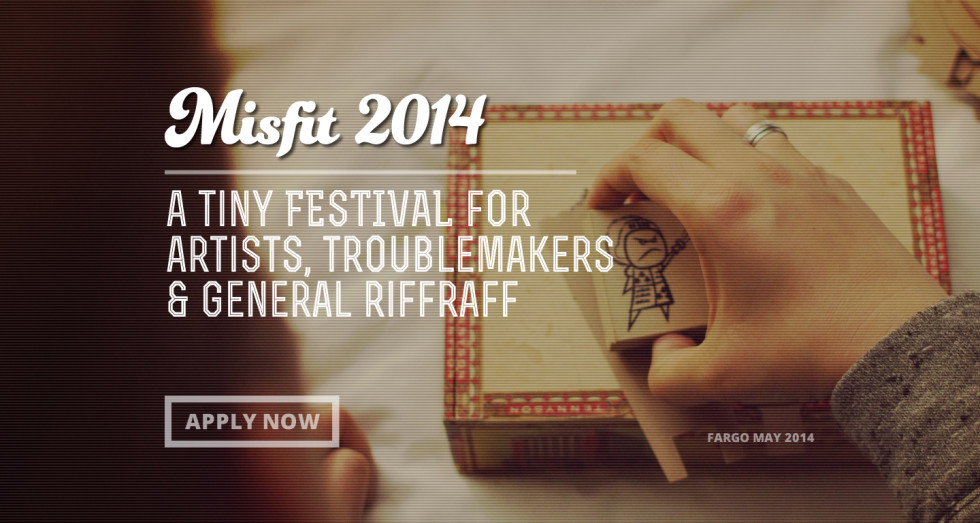 Misfit 2014
A TINY FESTIVAL FOR
ARTISTS, TROUBLEMAKERS
& GENERAL RIFFRAFF
APPLY NOW
FARGO MAY 2014